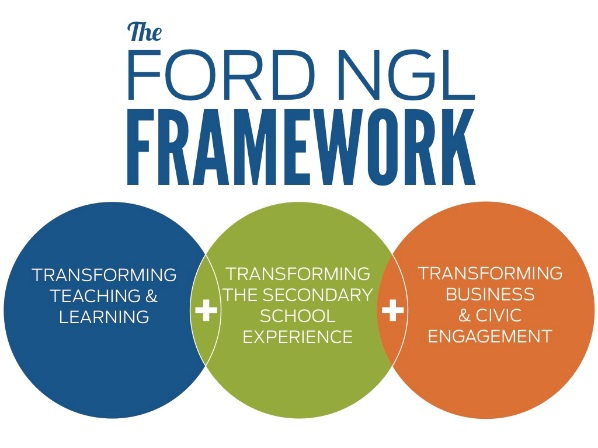 The
FORD NGL
FRAMEWORK
TRANSFORMING
TEACHING &
LEARNING
+
TRANSFORMING
THE SECONDARY
SCHOOL
EXPERIENCE
+
TRANSFORMING
BUSINESS
& CIVIC
ENGAGEMENT